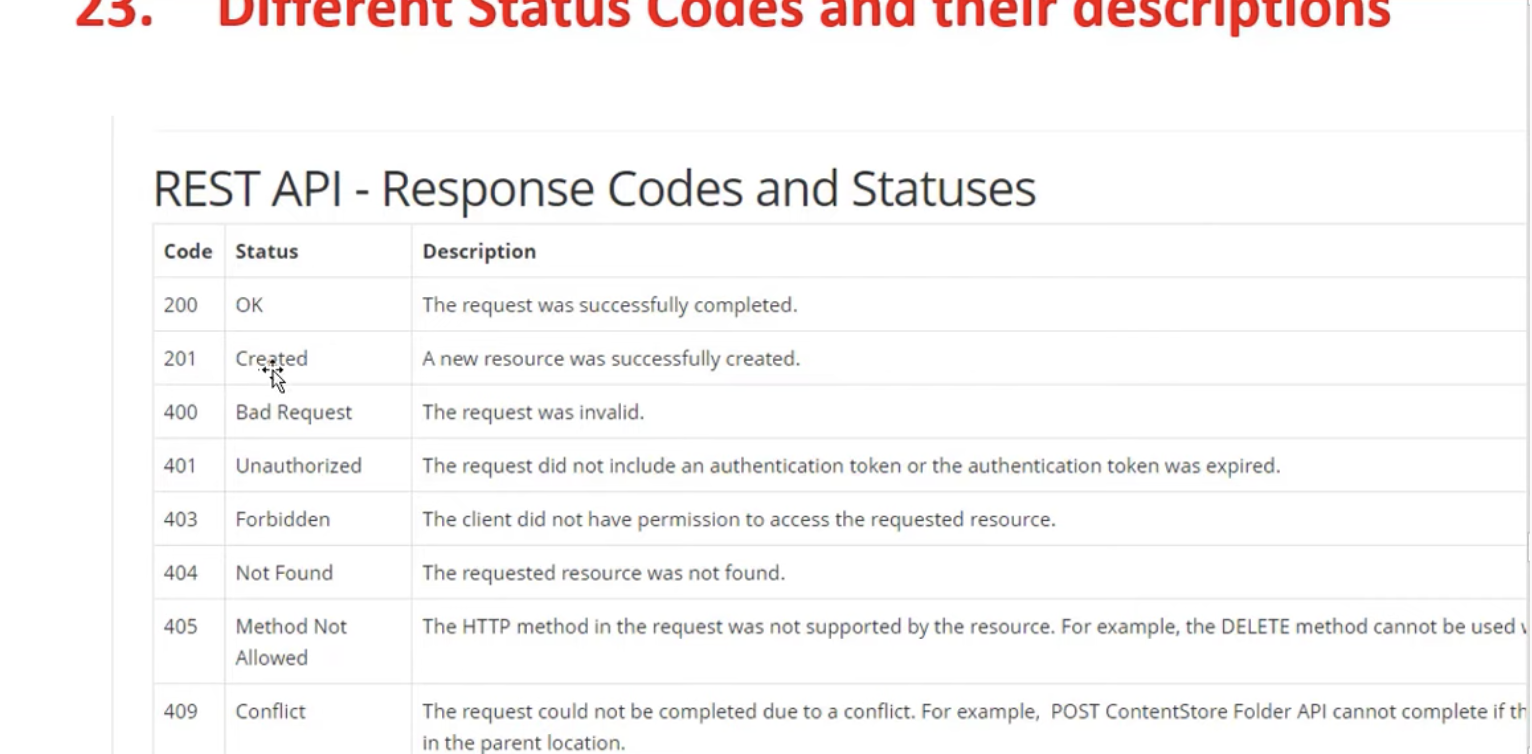 23. Different Status Codes and their descriptions
REST API - Response Codes and Statuses
Code Status Description
200 OK The request was successfully completed.
201 Created A new resource was successfully created.
400 Bad Request The request was invalid.
401 Unauthorized The request did not include an authentication token or the authentication token was expired.
403 Forbidden The client did not have permission to access the requested resource.
404 Not Found The requested resource was not found.
405 Method Not The HTTP method in the request was not supported by the resource. For example, the DELETE method cannot be used
Allowed
409 Conflict The request could not be completed due to a conflict. For example, POST ContentStore Folder API cannot complete if
in the parent location.